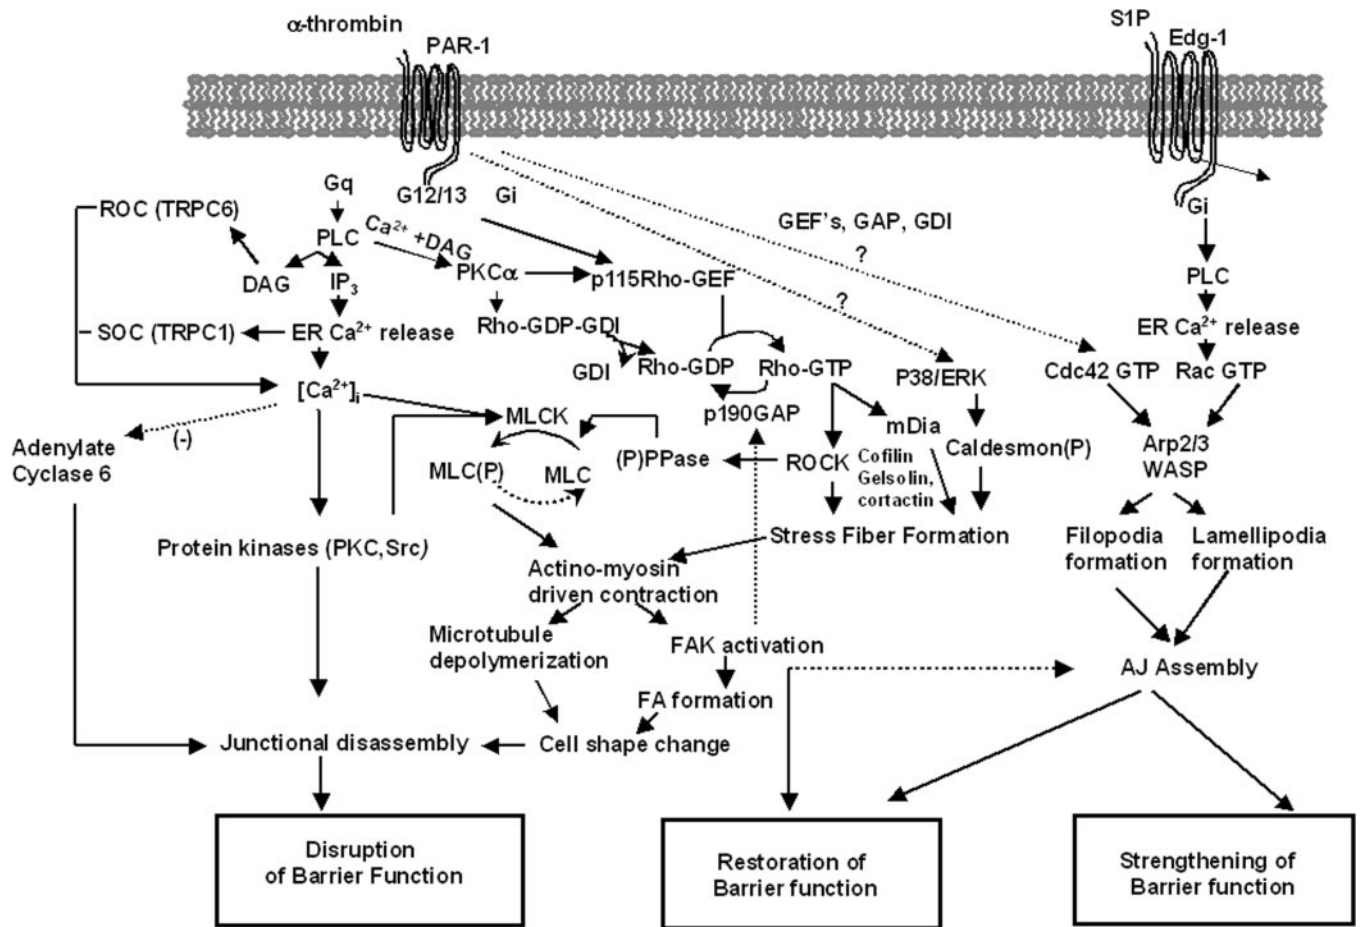 α-thrombin
PAR-1
S1P
Edg-1
Gq
G12/13
Gi
ROC (TRPC6)
PLC
Ca²⁺ +DAG
GEF's, GAP, GDI
?
Gi
DAG
IP₃
PKCα
p115Rho-GEF
?
PLC
SOC (TRPC1)
ER Ca²⁺ release
Rho-GDP-GDI
ER Ca²⁺ release
GDI
Rho-GDP
Rho-GTP
P38/ERK
Cdc42 GTP
Rac GTP
[Ca²⁺]i
MLCK
p190GAP
mDia
(-)
Adenylate
Cyclase 6
MLC(P)
MLC
(P)PPase
ROCK
Cofilin
Gelsolin,
cortactin
Caldesmon(P)
Arp2/3
WASP
Protein kinases (PKC,Src)
Stress Fiber Formation
Filopodia
formation
Lamellipodia
formation
Actino-myosin
driven contraction
Microtubule
depolymerization
FAK activation
AJ Assembly
FA formation
Junctional disassembly
Cell shape change
Disruption
of Barrier Function
Restoration of
Barrier function
Strengthening of
Barrier function